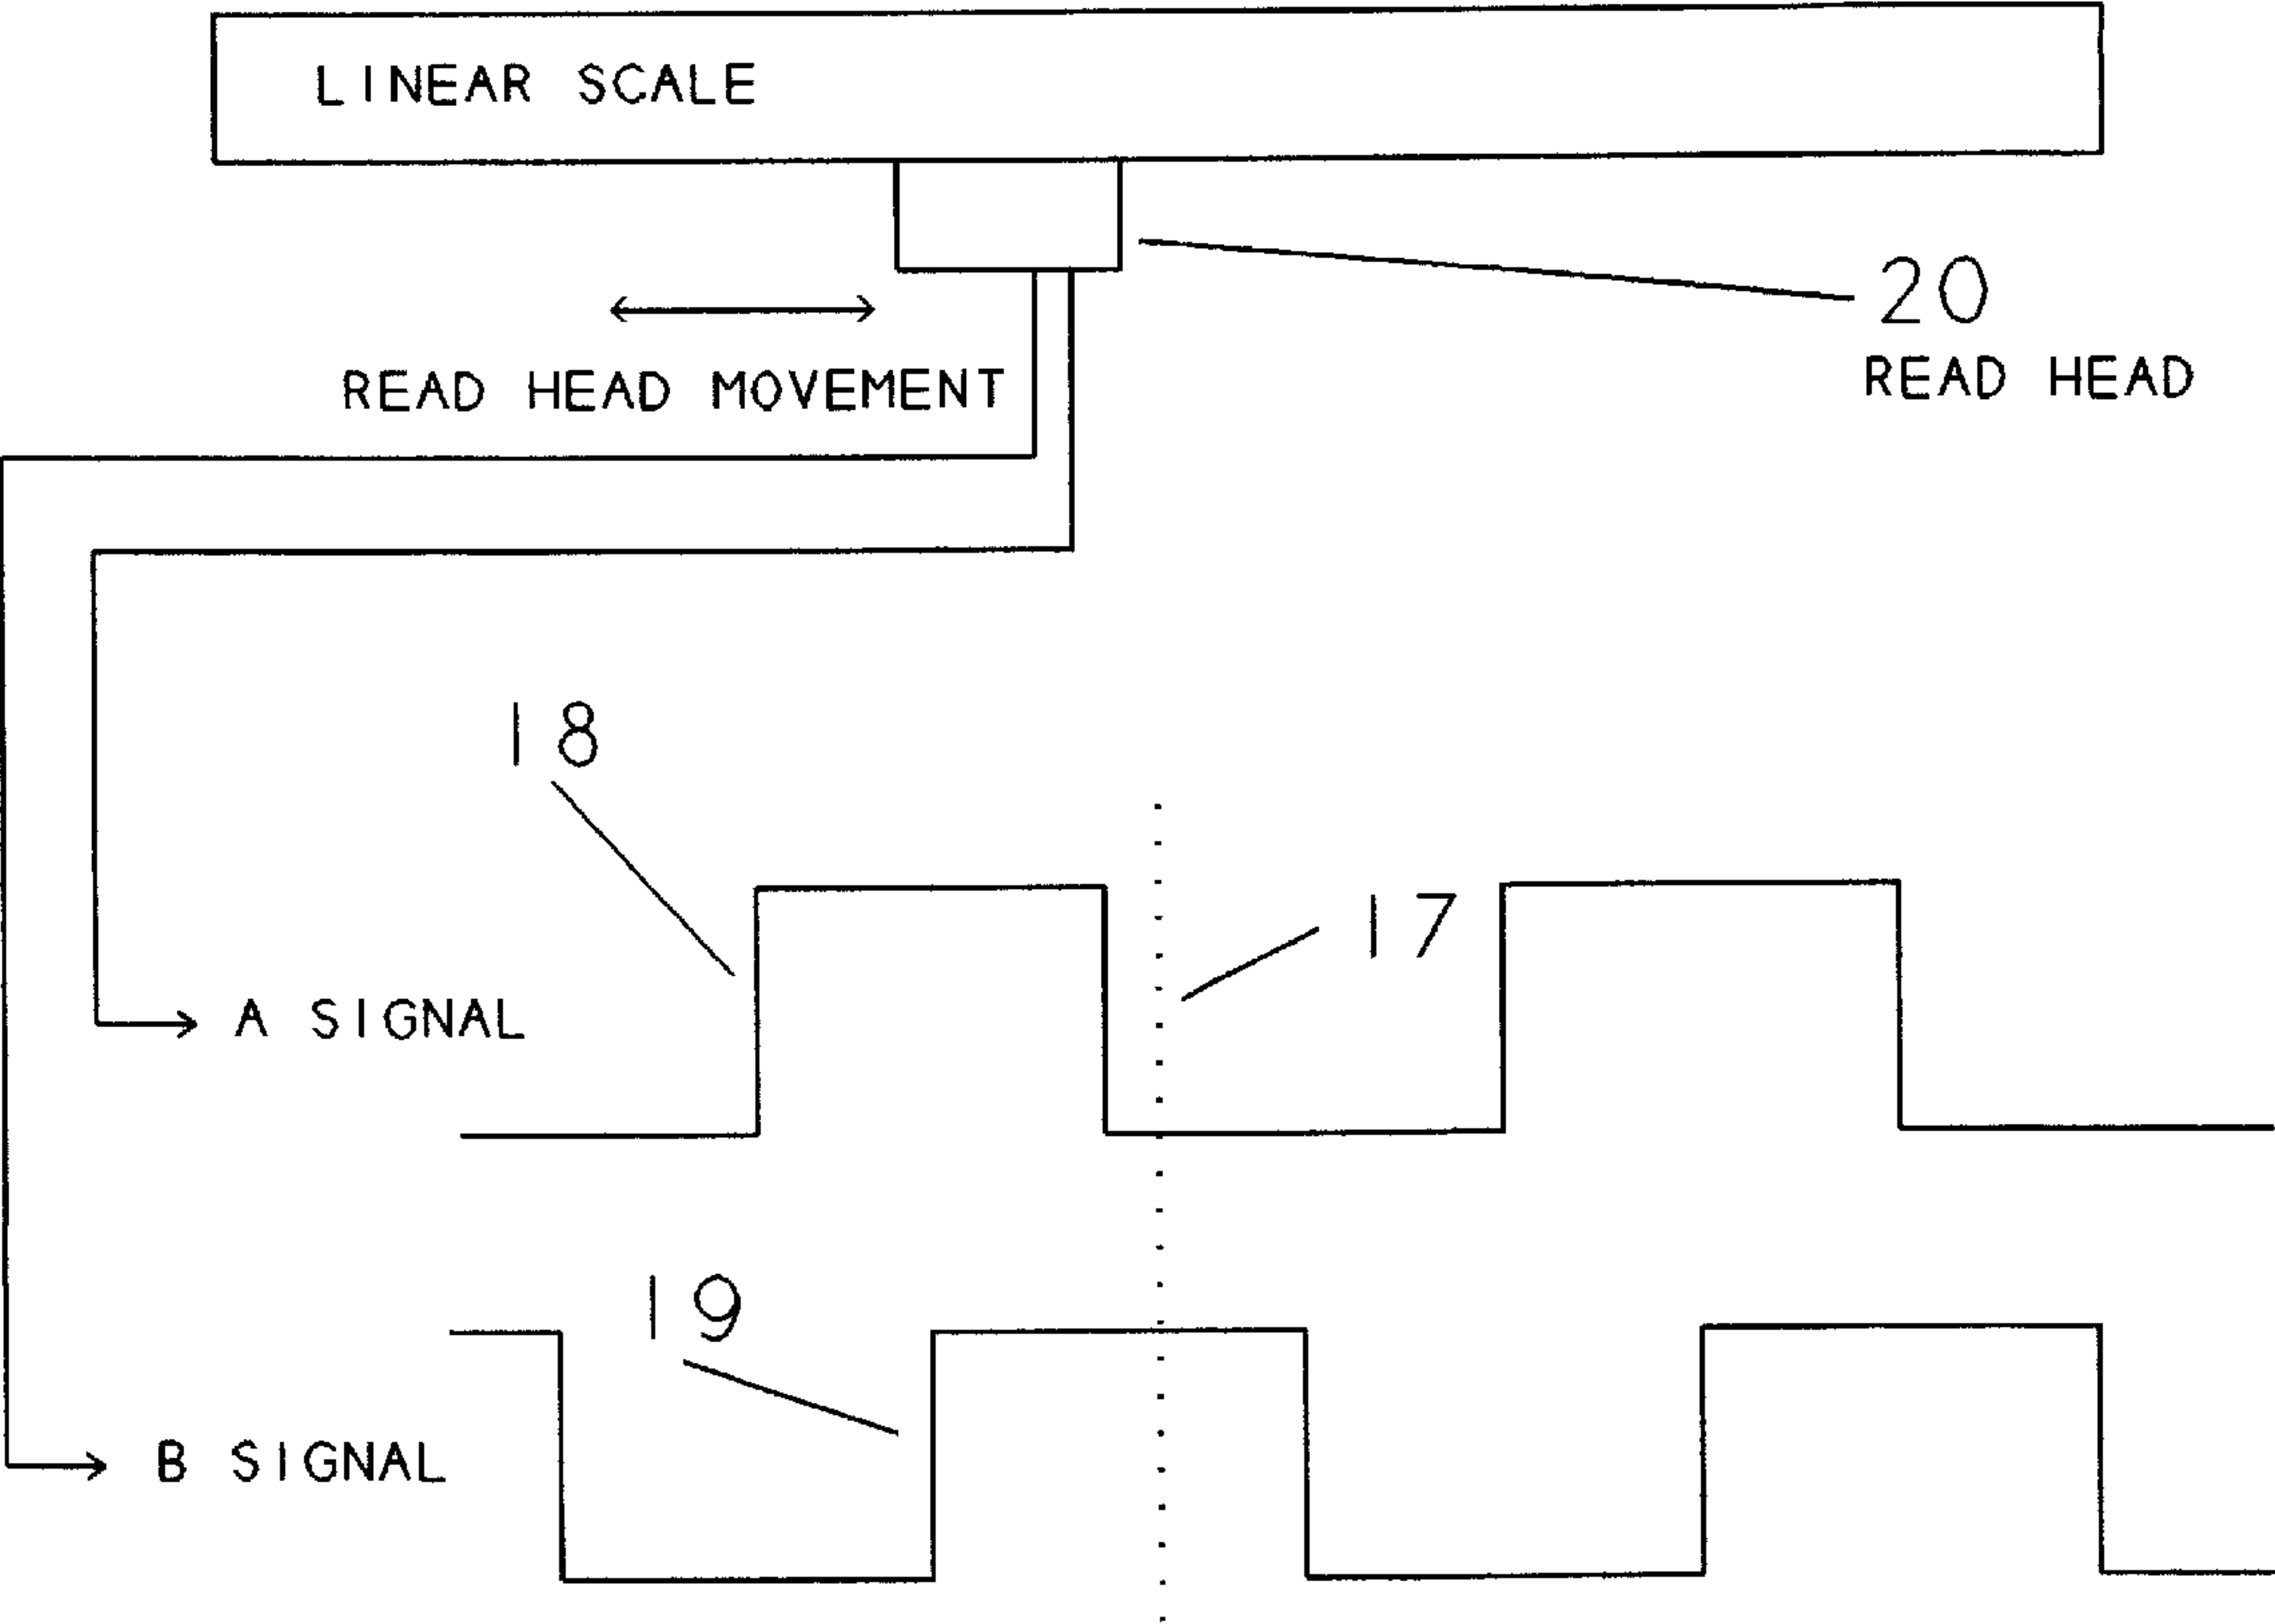 LINEAR SCALE
20
READ HEAD
READ HEAD MOVEMENT
18
17
A SIGNAL
19
B SIGNAL